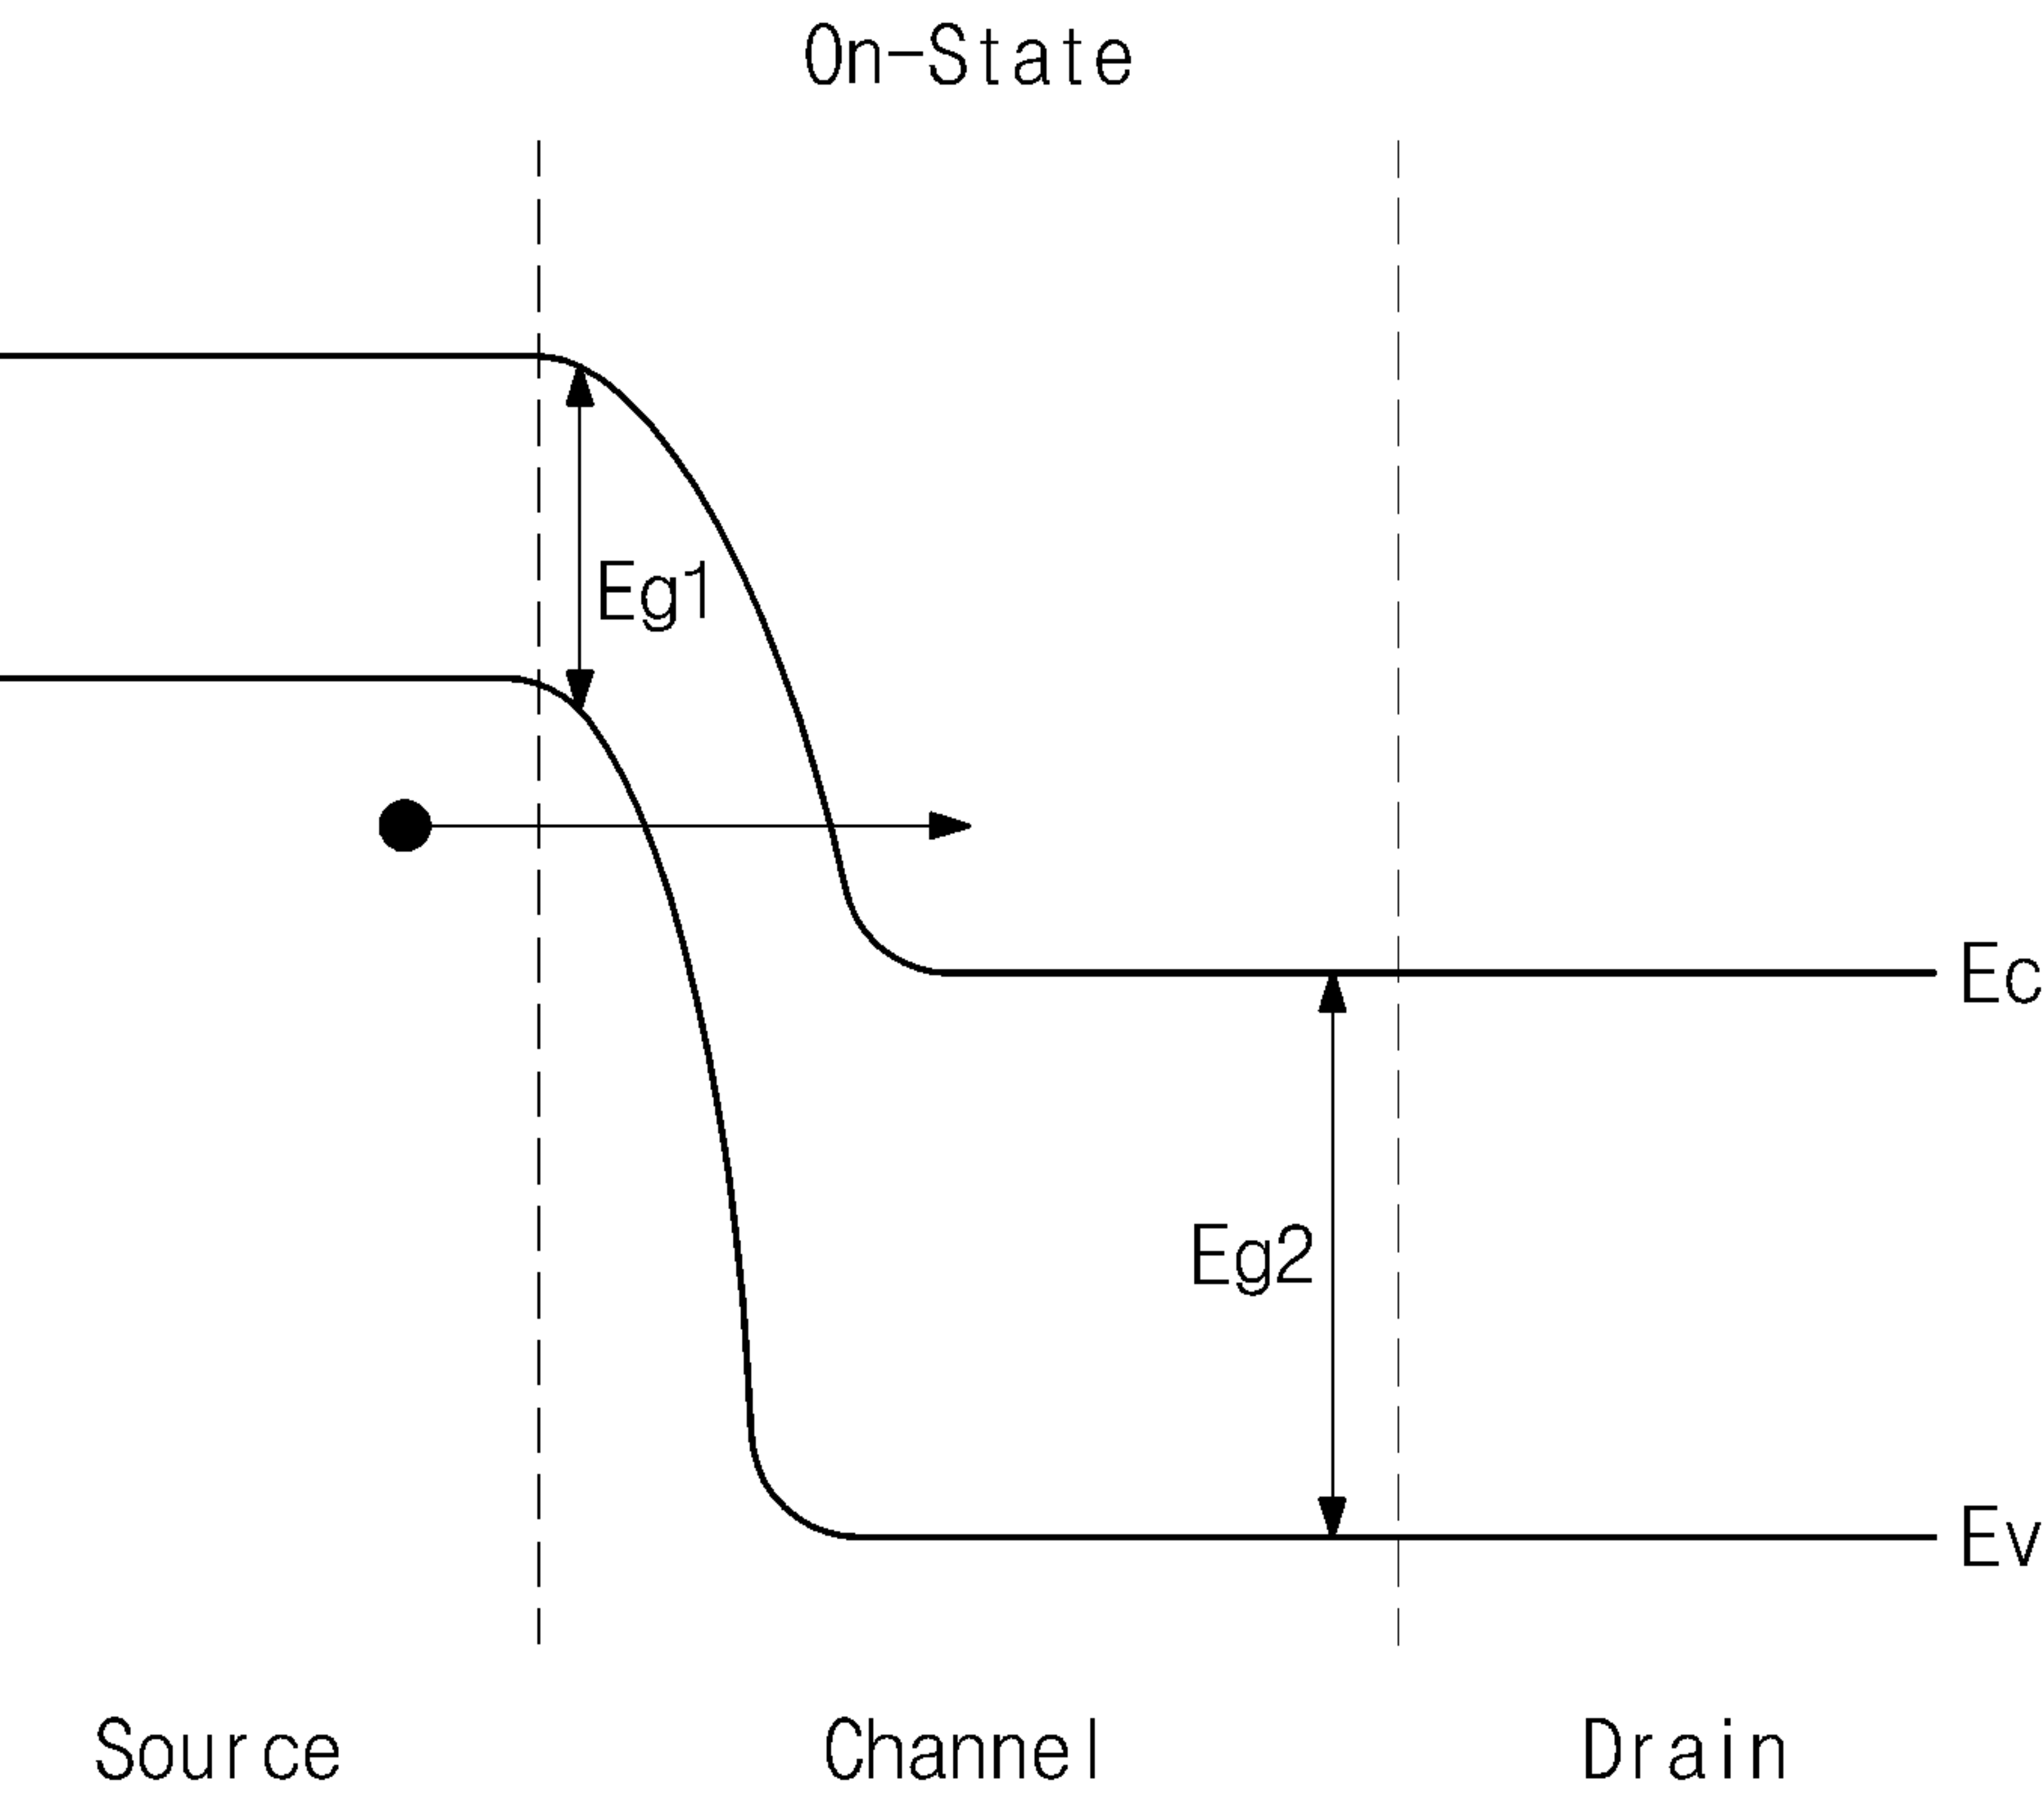 On-State
Eg1
Ec
Eg2
Ev
Source Channel Drain